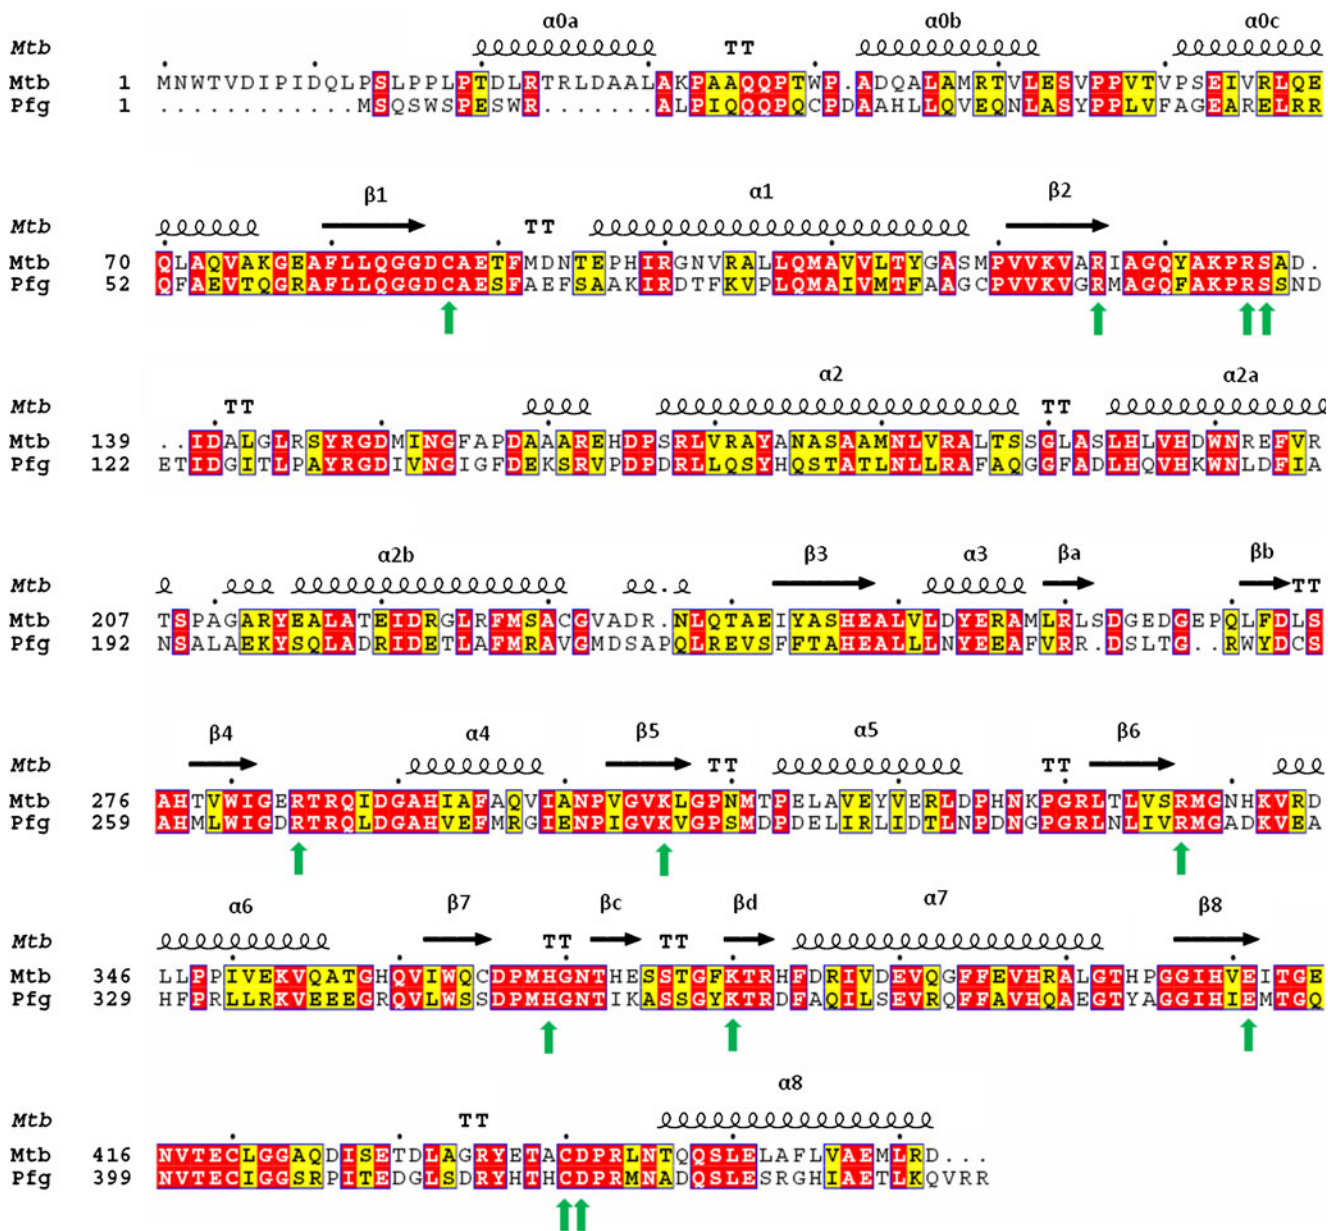 α0a α0b α0c
Mtb TT
Mtb 1 MNWTVDIPIDQLPSLPPLPTDLRTRLDAALAKPAAQQPTWP.ADQALAMRTVLESVPPVTVPSEIVRLQE
Pfg 1 ............MSQSWSPESWR.......ALPIQQQPQCPDAAHLLQVEQNLASYPPLVFAGEARELRR
β1 α1 β2
Mtb TT
Mtb 70 QLAQVAKGEAFLLQGGDCAETFMDNTEPHIRGNVRALLQMAVVLTYGASMPVVKVARIAGQYAKPRSAD.
Pfg 52 QFAEVTQGRAFLLQGGDCAESFAEFSAAKIRDTFKVPLQMAIVMTFAAGCPVVKVGRMAGQFAKPRSSND
α2 α2a
Mtb TT TT
Mtb 139 ..IDALGLRSYRGDMINGFAPDAAAREHDPSRLVRAYANASAAMNLVRALTSSGLASLHLVHDWNREFVR
Pfg 122 ETIDGITLPAYRGDIVNGIGFDEKSRVPDPDRLLQSYHQSTATLNLLRAFAQGGFADLHQVHKWNLDFIA
α2b β3 α3 βa βb
Mtb TT
Mtb 207 TSPAGARYEALATEIDRGLRFMSACGVADR.NLQTAEIYASHEALVLDYERAMLRLSDGEDGEPQLFDLS
Pfg 192 NSALAEKYSQLADRIDETLAFMRAVGMDSAPQLREVSFFTAHEALLLNYEEAFVRR.DSLTG..RWYDCS
β4 α4 β5 α5 β6
Mtb TT TT
Mtb 276 AHTVWIGERTRQIDGAHIAFAQVIANPVGVKLGPNMTPELAVEYVERLDPHNKPGRLTLVSRMGNHKVRD
Pfg 259 AHMLWIGDRTRQLDGAHVEFMRGIENPIGVKVGPSMDPDELIRLIDTLNPDNGPGRLNLIVRMGADKVEA
α6 β7 βc βd α7 β8
Mtb TT TT
Mtb 346 LLPPIVEKVQATGHQVIWQCDPMHGNTHESSTGFKTRHFDRIVDEVQGFFEVHRALGTHPGGIHVEITGE
Pfg 329 HFPRLLRKVEEEGRQVLWSSDPMHGNTIKASSGYKTRDFAQILSEVRQFFAVHQAEGTYAGGIHIEMTGQ
α8
Mtb TT
Mtb 416 NVTECLGGAQDISETDLAGRYETACDPRLNTQQSLELAFLVAEMLRD...
Pfg 399 NVTECIGGSRPITEDGLSDRYHTHCDPRMNADQSLESRGHIAETLKQVRR